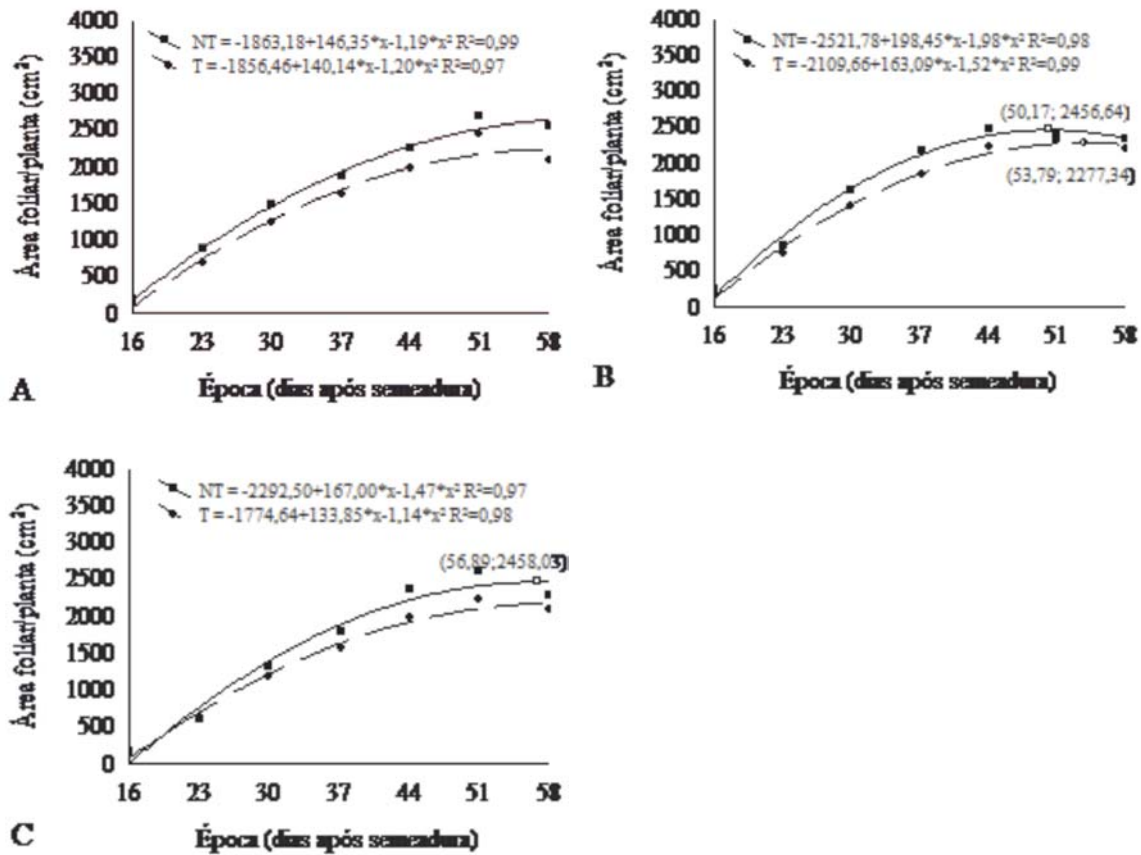 4000
3500
3000
2500
2000
1500
1000
500
0
Área foliar/planta (cm²)
NT = -1863,18+146,35*x-1,19*x² R²=0,99
T = -1856,46+140,14*x-1,20*x² R²=0,97
16 23 30 37 44 51 58
Época (dias após semeadura)
A
4000
3500
3000
2500
2000
1500
1000
500
0
Área foliar/planta (cm²)
NT= -2521,78+198,45*x-1,98*x² R²=0,98
T = -2109,66+163,09*x-1,52*x² R²=0,99
(50,17; 2456,64)
(53,79; 2277,34)
16 23 30 37 44 51 58
Época (dias após semeadura)
B
4000
3500
3000
2500
2000
1500
1000
500
0
Área foliar/planta (cm²)
NT = -2292,50+167,00*x-1,47*x² R²=0,97
T = -1774,64+133,85*x-1,14*x² R²=0,98
(56,89;2458,03)
16 23 30 37 44 51 58
Época (dias após semeadura)
C